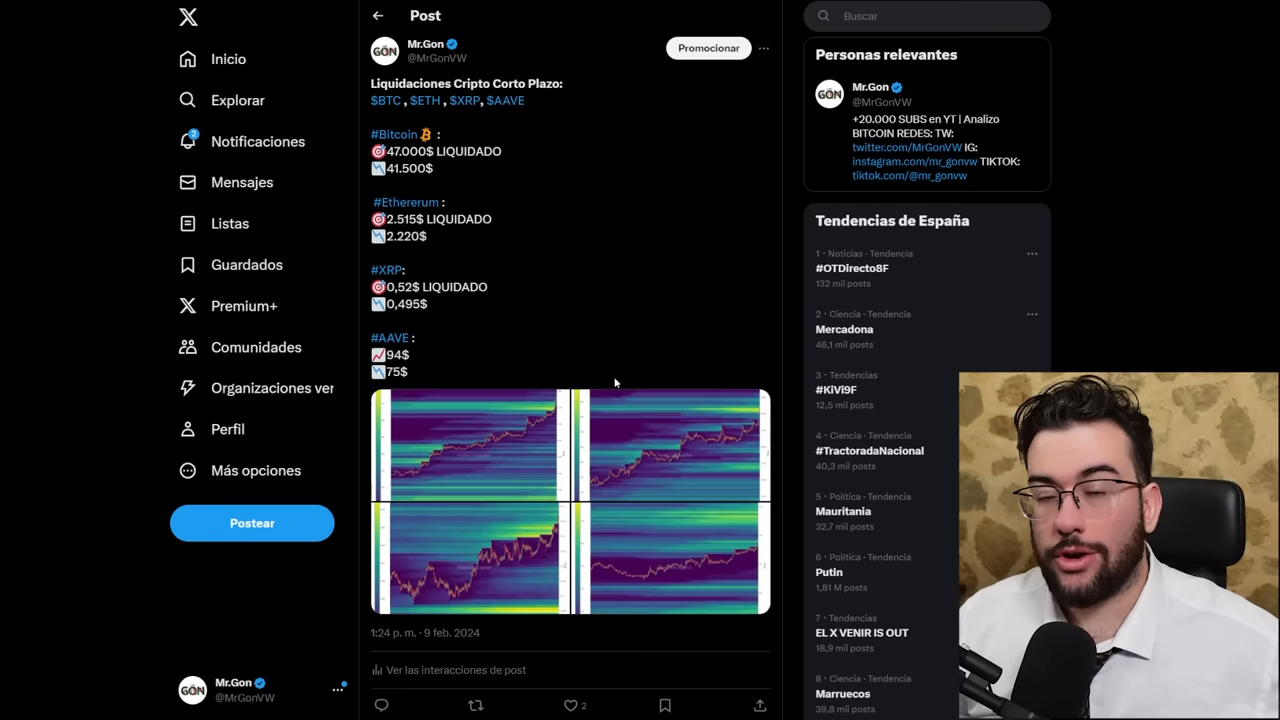 Inicio
Explorar
2
Notificaciones
Mensajes
Listas
Guardados
Premium+
Comunidades
Organizaciones ver
Perfil
Más opciones
Postear
GON
Mr.Gon
@MrGonVW
Post
GON
Mr.Gon
@MrGonVW
Promocionar
Liquidaciones Cripto Corto Plazo:
$BTC , $ETH , $XRP, $AAVE
#Bitcoin :
🎯47.000$ LIQUIDADO
📉41.500$
#Ethererum :
🎯2.515$ LIQUIDADO
📉2.220$
#XRP:
🎯0,52$ LIQUIDADO
📉0,495$
#AAVE :
📈94$
📉75$
1:24 p. m. · 9 feb. 2024
Ver las interacciones de post
2
Buscar
Personas relevantes
GON
Mr.Gon
@MrGonVW
+20.000 SUBS en YT | Analizo
BITCOIN REDES: TW:
twitter.com/MrGonVW IG:
instagram.com/mr_gonvw TIKTOK:
tiktok.com/@mr_gonvw
Tendencias de España
1 · Noticias · Tendencia
#OTDirecto8F
132 mil posts
2 · Ciencia · Tendencia
Mercadona
46,1 mil posts
3 · Tendencias
#KiVi9F
12,5 mil posts
4 · Ciencia · Tendencia
#TractoradaNacional
40,3 mil posts
5 · Política · Tendencia
Mauritania
32,7 mil posts
6 · Política · Tendencia
Putin
1,81 M posts
7 · Tendencias
EL X VENIR IS OUT
18,9 mil posts
8 · Ciencia · Tendencia
Marruecos
39,8 mil posts